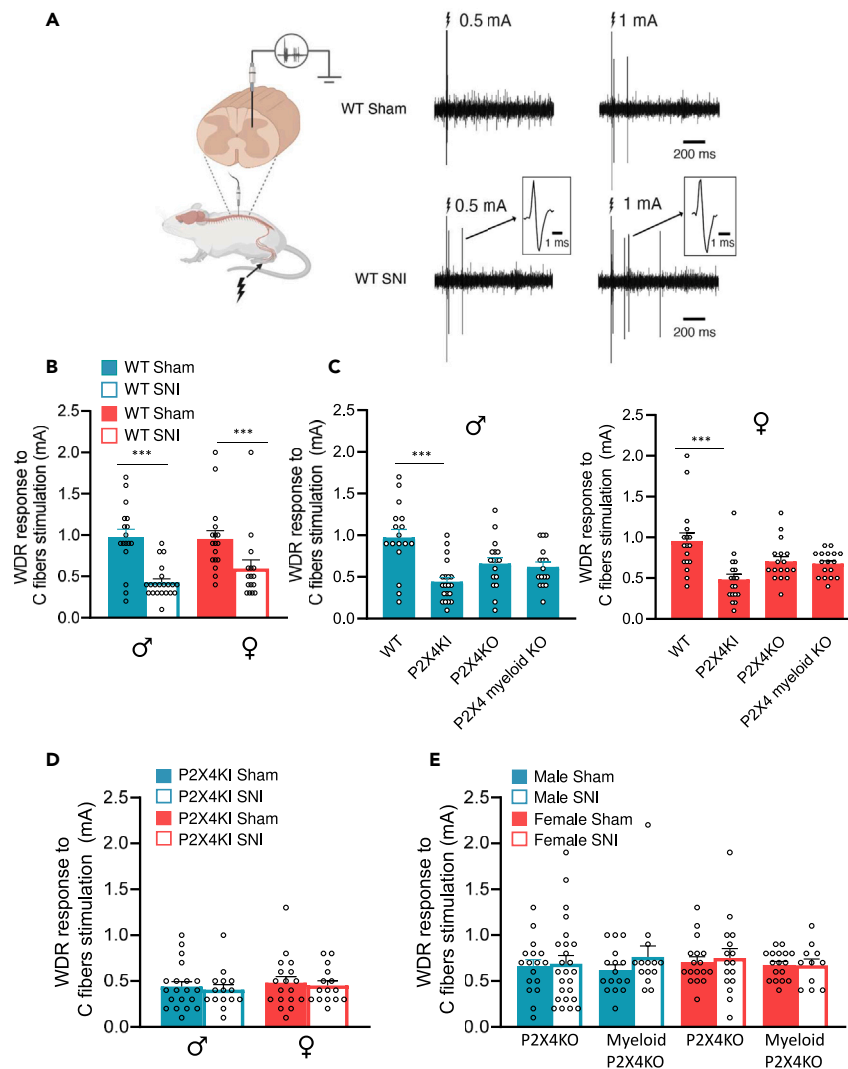 A
0.5 mA
1 mA
WT Sham
200 ms
0.5 mA
1 mA
1 ms
1 ms
WT SNI
200 ms
B
WT Sham
WT SNI
WT Sham
WT SNI
WDR response to
C fibers stimulation (mA)
2.5
2.0
1.5
1.0
0.5
0.0
***
***
♂
♀
C
♂
WDR response to
C fibers stimulation (mA)
2.5
2.0
1.5
1.0
0.5
0.0
***
WT
P2X4KI
P2X4KO
P2X4 myeloid KO
♀
WDR response to
C fibers stimulation (mA)
2.5
2.0
1.5
1.0
0.5
0.0
***
WT
P2X4KI
P2X4KO
P2X4 myeloid KO
D
P2X4KI Sham
P2X4KI SNI
P2X4KI Sham
P2X4KI SNI
WDR response to
C fibers stimulation (mA)
2.5
2.0
1.5
1.0
0.5
0.0
♂
♀
E
Male Sham
Male SNI
Female Sham
Female SNI
WDR response to
C fibers stimulation (mA)
2.5
2.0
1.5
1.0
0.5
0.0
P2X4KO
Myeloid
P2X4KO
P2X4KO
Myeloid
P2X4KO